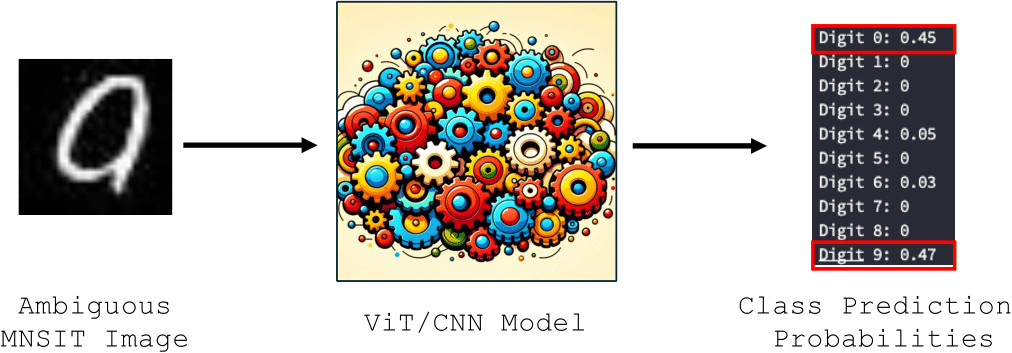 Digit 0: 0.45
Digit 1: 0
Digit 2: 0
Digit 3: 0
Digit 4: 0.05
Digit 5: 0
Digit 6: 0.03
Digit 7: 0
Digit 8: 0
Digit 9: 0.47
Ambiguous
MNSIT Image
ViT/CNN Model
Class Prediction
Probabilities